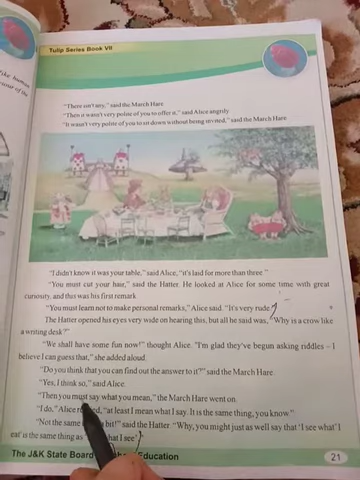 Tulip Series Book VII
like human
"There isn't any," said the March Hare.
"Then it wasn't very polite of you to offer it," said Alice angrily.
"It wasn't very polite of you to sit down without being invited," said the March Hare
"I didn't know it was your table," said Alice, "it's laid for more than three."
"You must cut your hair," said the Hatter. He looked at Alice for some time with great
curiosity, and this was his first remark
"You must learn not to make personal remarks," Alice said. "It's very rude."
The Hatter opened his eyes very wide on hearing this, but all he said was, "Why is a crow like
a writing desk?"
"We shall have some fun now!" thought Alice. "I'm glad they've begun asking riddles – I
believe I can guess that," she added aloud.
"Do you think that you can find out the answer to it?" said the March Hare.
"Yes, I think so," said Alice.
"Then you must say what you mean," the March Hare went on.
"I do," Alice "at least I mean what I say. It is the same thing, you know."
"Not the same bit!" said the Hatter "Why, you might just as well say that 'I see what I
eat' is the same thing as what I see'
The J&K State Board Education
21